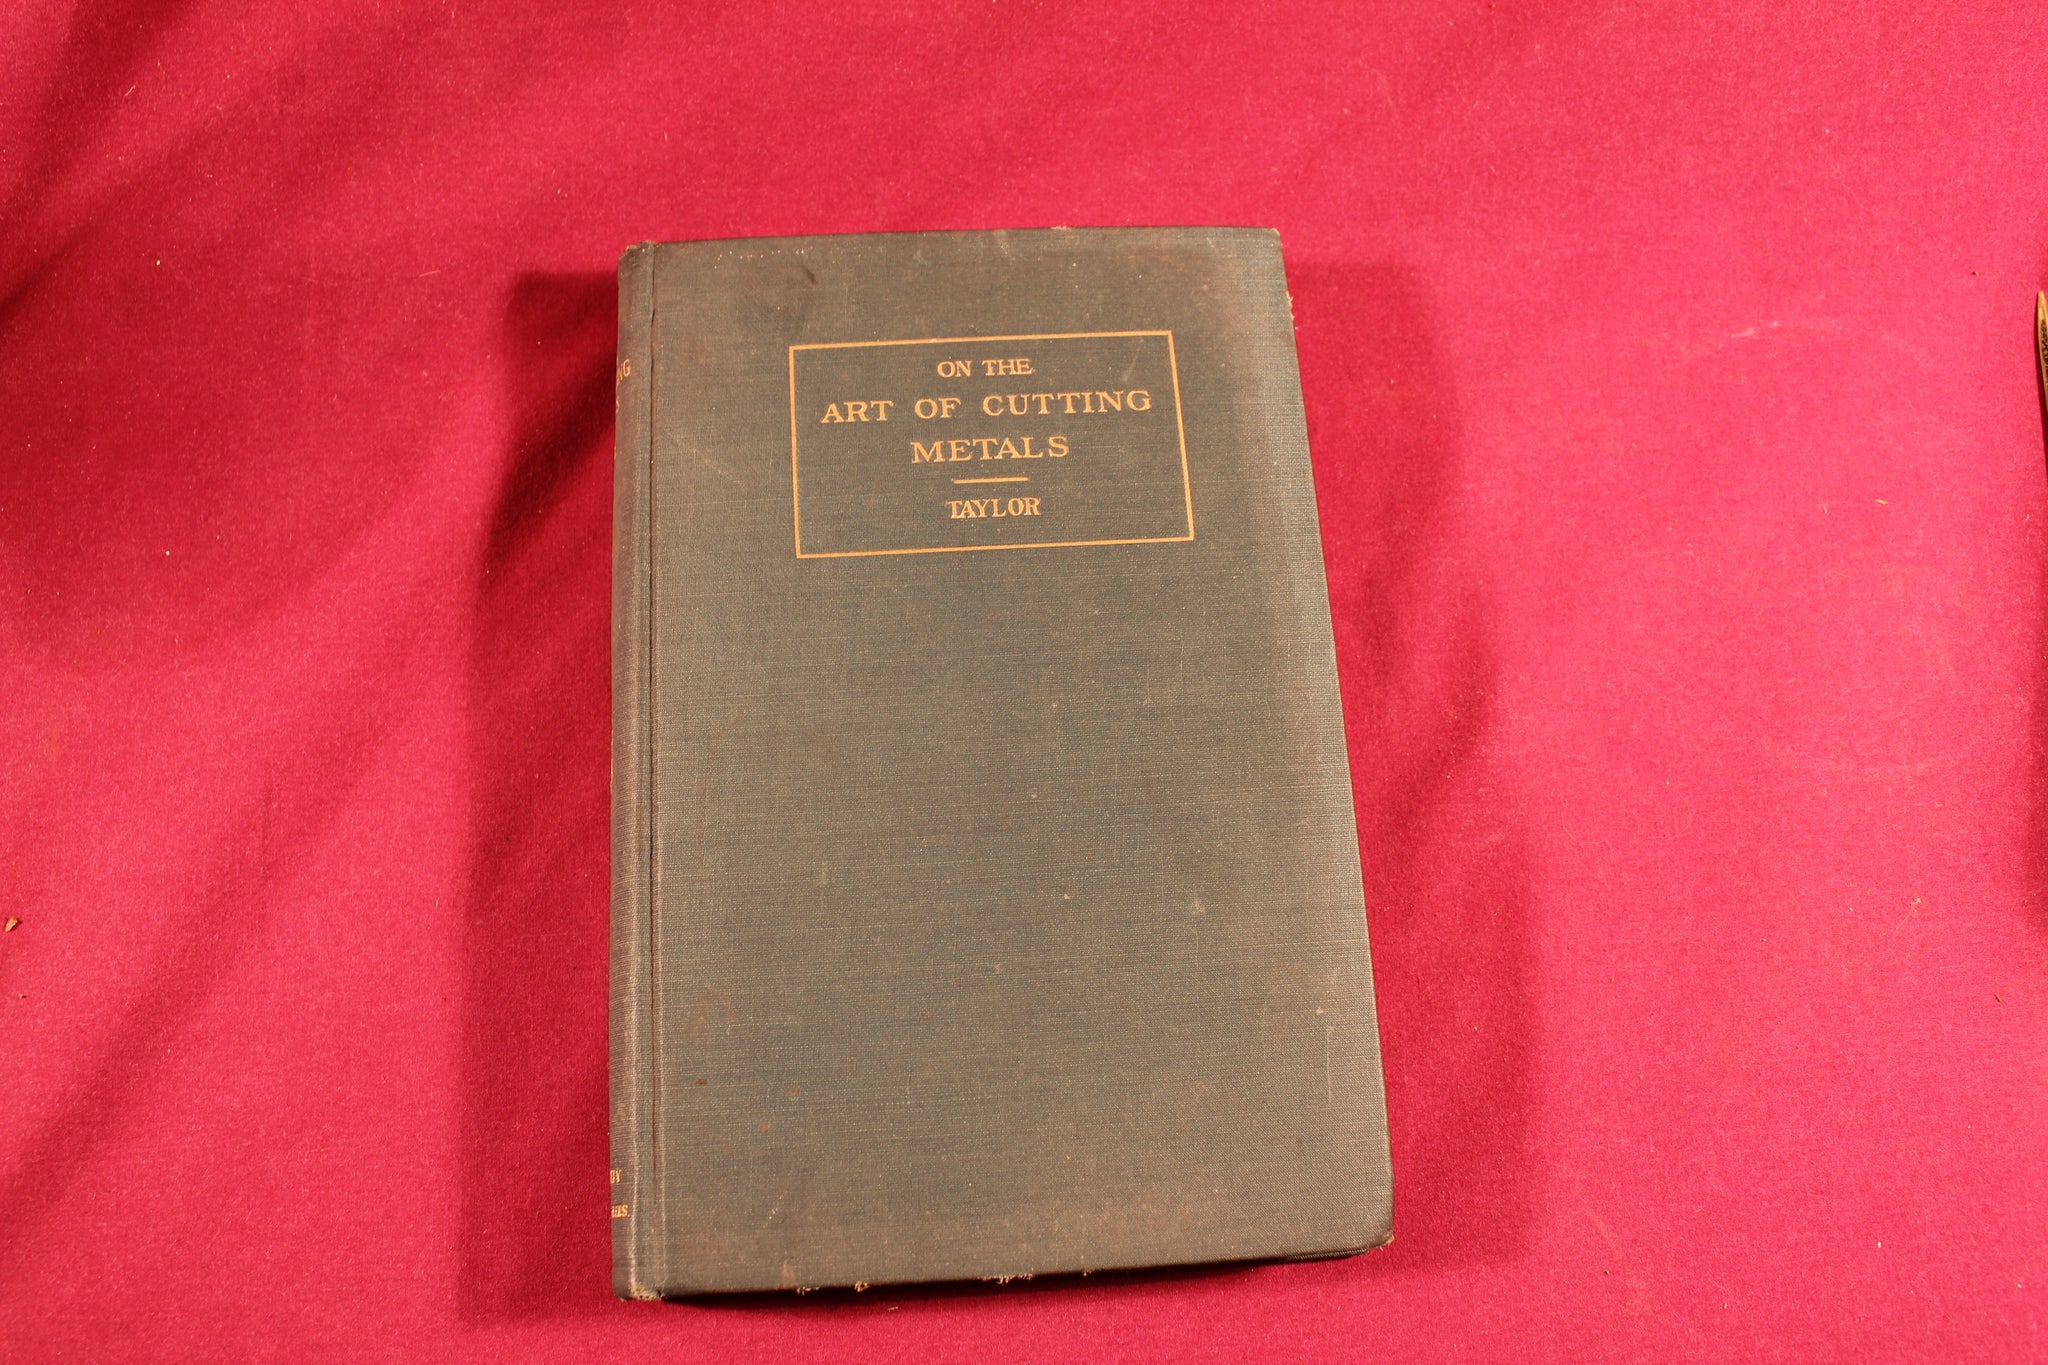 ON THE
ART OF CUTTING
METALS
TAYLOR